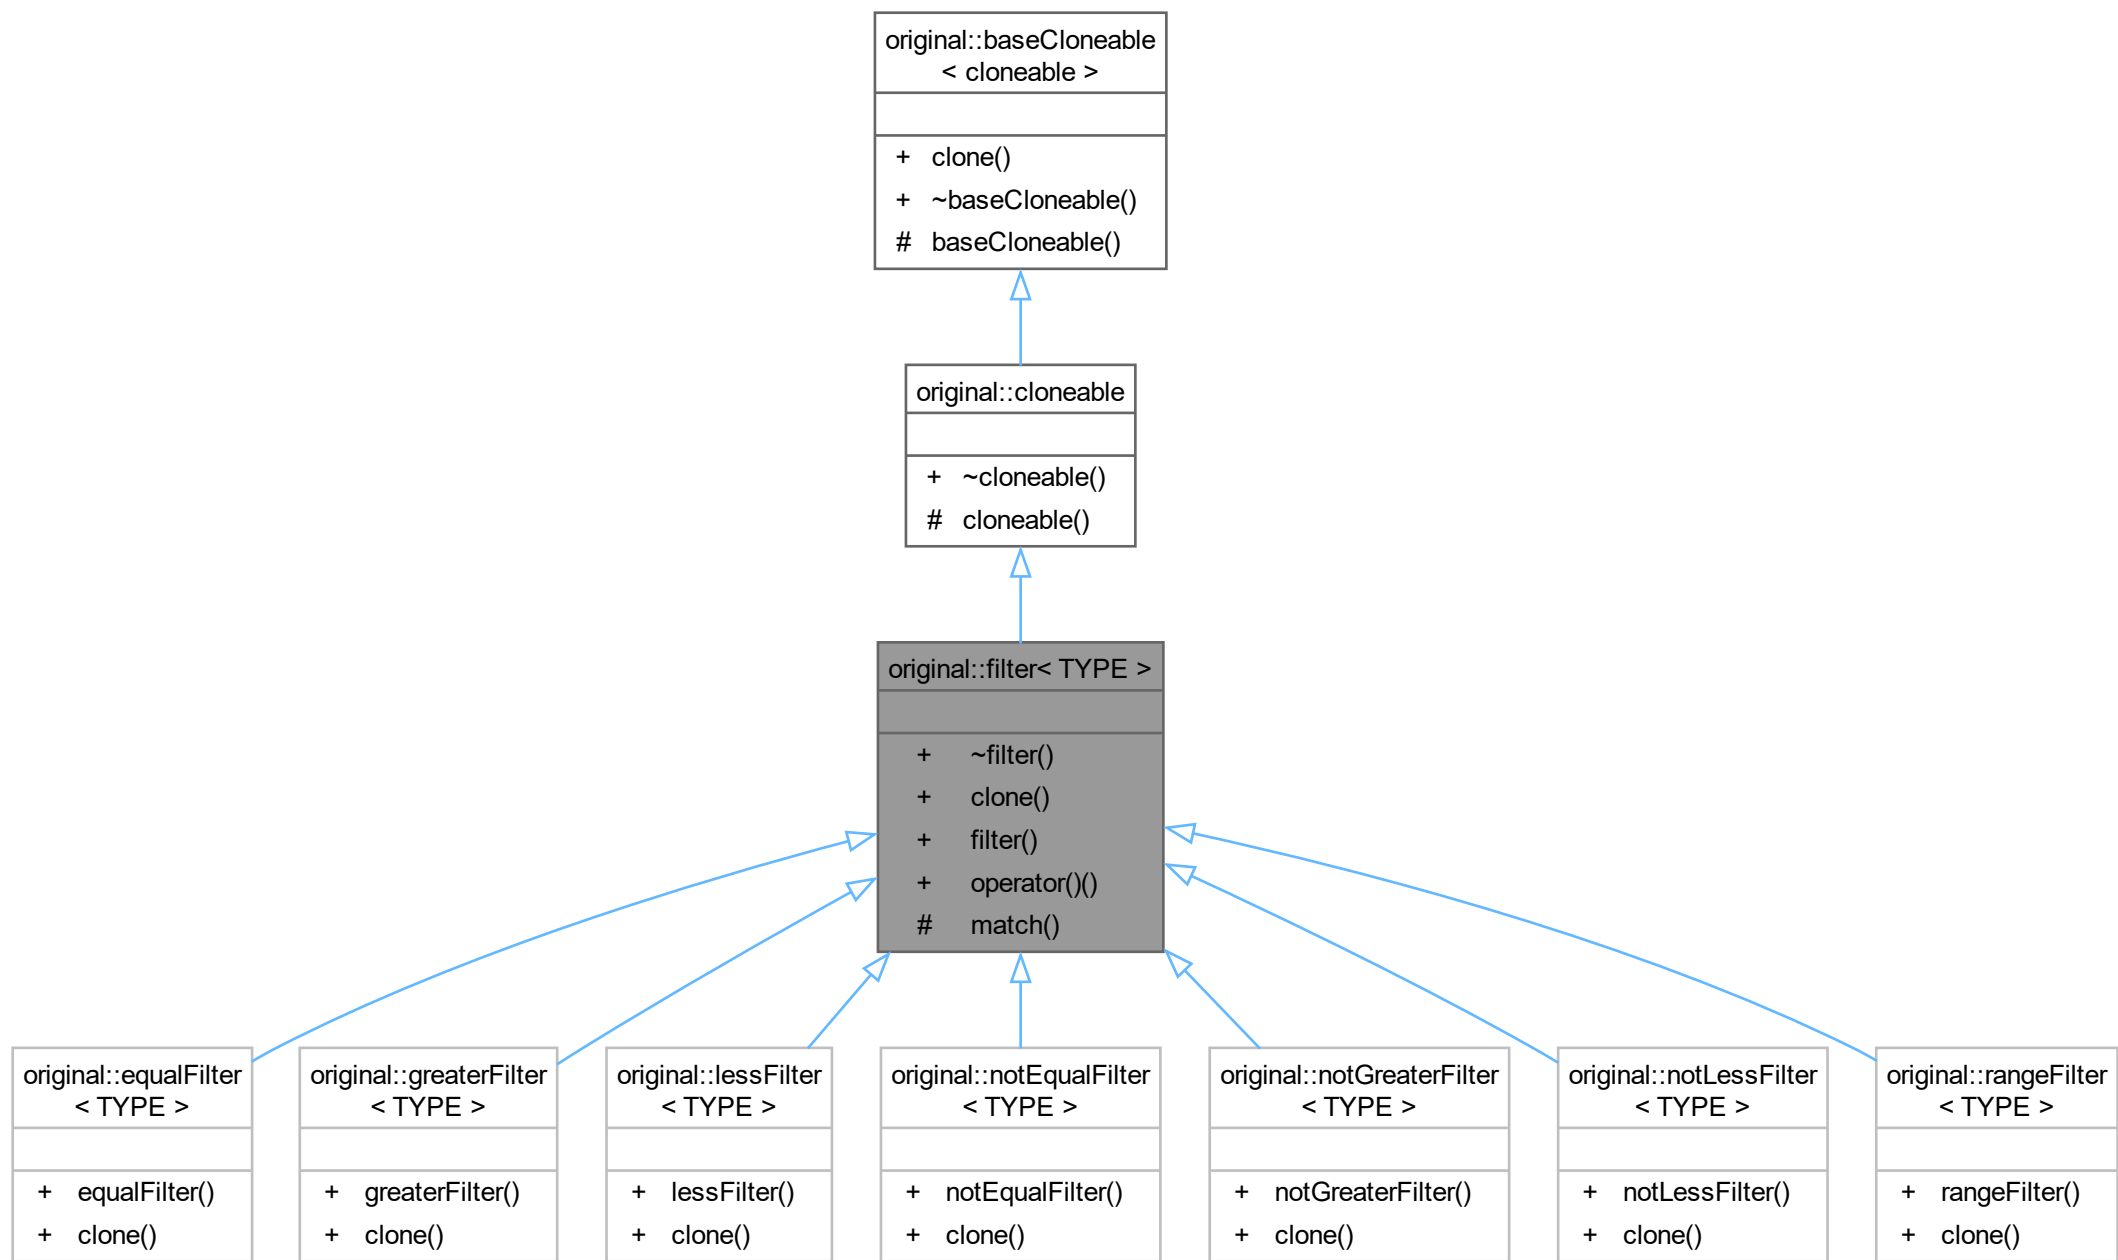 original::baseCloneable
< cloneable >
+ clone()
+ ~baseCloneable()
# baseCloneable()
original::cloneable
+ ~cloneable()
# cloneable()
original::filter< TYPE >
+ ~filter()
+ clone()
+ filter()
+ operator()()
# match()
original::equalFilter
< TYPE >
+ equalFilter()
+ clone()
original::greaterFilter
< TYPE >
+ greaterFilter()
+ clone()
original::lessFilter
< TYPE >
+ lessFilter()
+ clone()
original::notEqualFilter
< TYPE >
+ notEqualFilter()
+ clone()
original::notGreaterFilter
< TYPE >
+ notGreaterFilter()
+ clone()
original::notLessFilter
< TYPE >
+ notLessFilter()
+ clone()
original::rangeFilter
< TYPE >
+ rangeFilter()
+ clone()